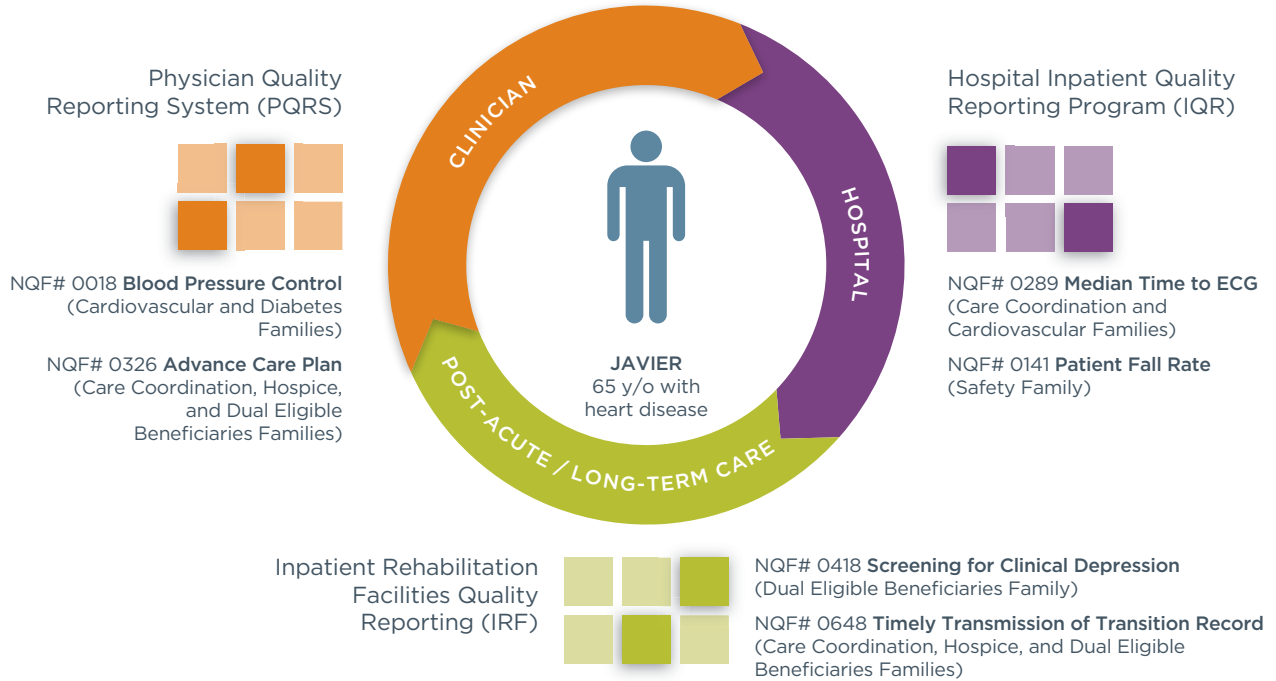 Physician Quality
Reporting System (PQRS)
NQF# 0018 Blood Pressure Control
(Cardiovascular and Diabetes
Families)
NQF# 0326 Advance Care Plan
(Care Coordination, Hospice,
and Dual Eligible
Beneficiaries Families)
CLINICIAN
HOSPITAL
POST-ACUTE / LONG-TERM CARE
JAVIER
65 y/o with
heart disease
Hospital Inpatient Quality
Reporting Program (IQR)
NQF# 0289 Median Time to ECG
(Care Coordination and
Cardiovascular Families)
NQF# 0141 Patient Fall Rate
(Safety Family)
Inpatient Rehabilitation
Facilities Quality
Reporting (IRF)
NQF# 0418 Screening for Clinical Depression
(Dual Eligible Beneficiaries Family)
NQF# 0648 Timely Transmission of Transition Record
(Care Coordination, Hospice, and Dual Eligible
Beneficiaries Families)